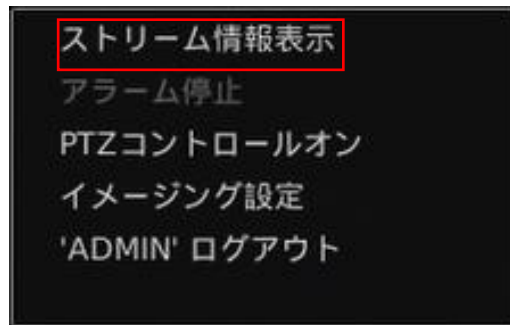 ストリーム情報表示
アラーム停止
PTZコントロールオン
イメージング設定
'ADMIN' ログアウト